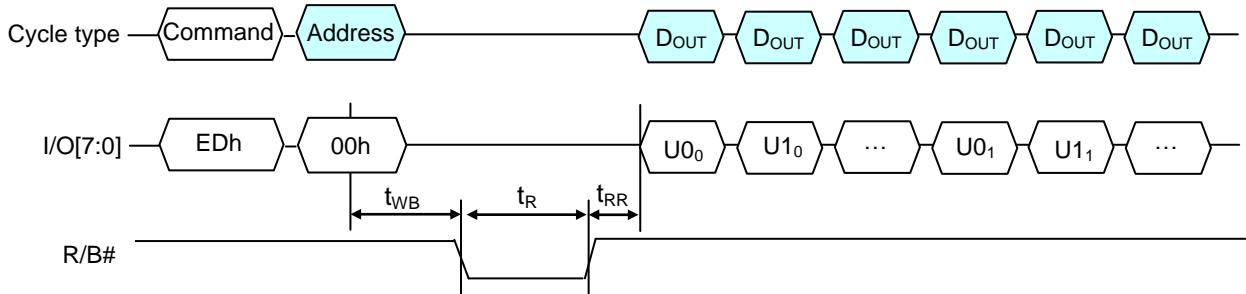 Cycle type Command Address DOUT DOUT DOUT DOUT DOUT DOUT
I/O[7:0] EDh 00h U00 U10 ... U01 U11 ...
tWB tR tRR
R/B#